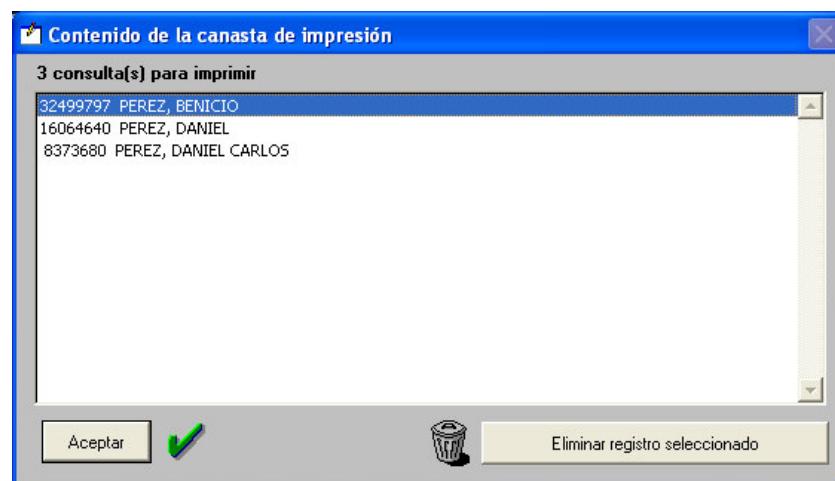 Contenido de la canasta de impresión
3 consulta(s) para imprimir
32499797 PEREZ, BENICIO
16064640 PEREZ, DANIEL
8373680 PEREZ, DANIEL CARLOS
Aceptar
Eliminar registro seleccionado